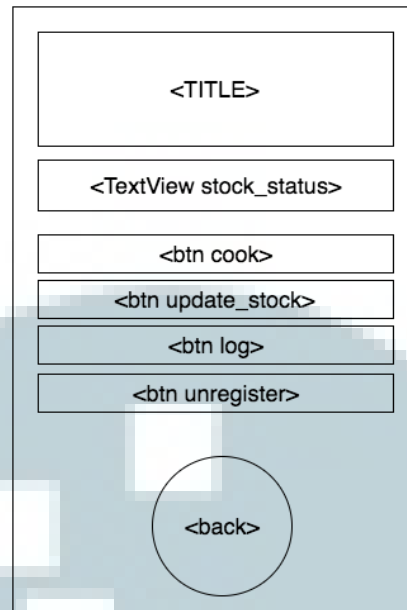 <TITLE>
<TextView stock_status>
<btn cook>
<btn update_stock>
<btn log>
<btn unregister>
<back>